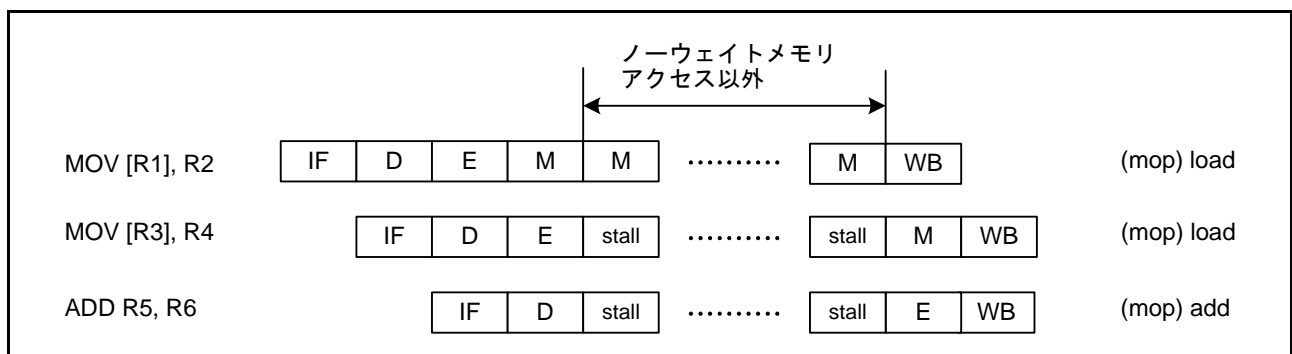 ノーウェイトメモリ
アクセス以外
MOV [R1], R2 IF D E M M ·········· M WB (mop) load
MOV [R3], R4 IF D E stall ·········· stall M WB (mop) load
ADD R5, R6 IF D stall ·········· stall E WB (mop) add